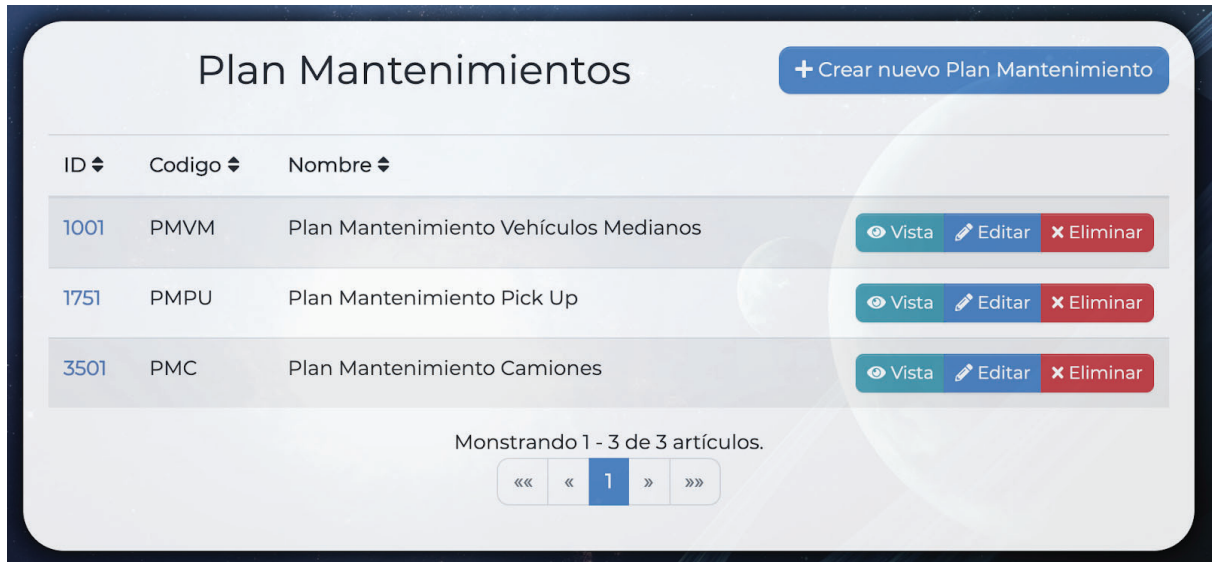 Plan Mantenimientos
Crear nuevo Plan Mantenimiento
ID Codigo Nombre
1001 PMVM Plan Mantenimiento Vehículos Medianos Vista Editar Eliminar
1751 PMPU Plan Mantenimiento Pick Up Vista Editar Eliminar
3501 PMC Plan Mantenimiento Camiones Vista Editar Eliminar
Monstrando 1 - 3 de 3 artículos.
«« « 1 » »»